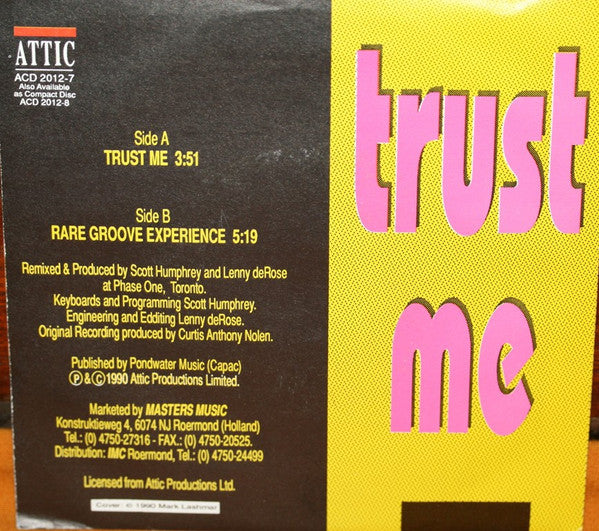 ATTIC
ACD 2012-7
Also Available
as Compact Disc
ACD 2012-8
Side A
TRUST ME 3:51
Side B
RARE GROOVE EXPERIENCE 5:19
Remixed & Produced by Scott Humphrey and Lenny deRose
at Phase One, Toronto.
Keyboards and Programming Scott Humphrey.
Engineering and Edditing Lenny deRose.
Original Recording produced by Curtis Anthony Nolen.
Published by Pondwater Music (Capac)
Ⓟ & © 1990 Attic Productions Limited.
Marketed by MASTERS MUSIC
Konstruktieweg 4, 6074 NJ Roermond (Holland)
Tel.: (0) 4750-27316 - FAX.: (0) 4750-20525.
Distribution: IMC Roermond, Tel.: (0) 4750-24499
Licensed from Attic Productions Ltd.
Cover: © 1990 Mark Lashmar
trust
me